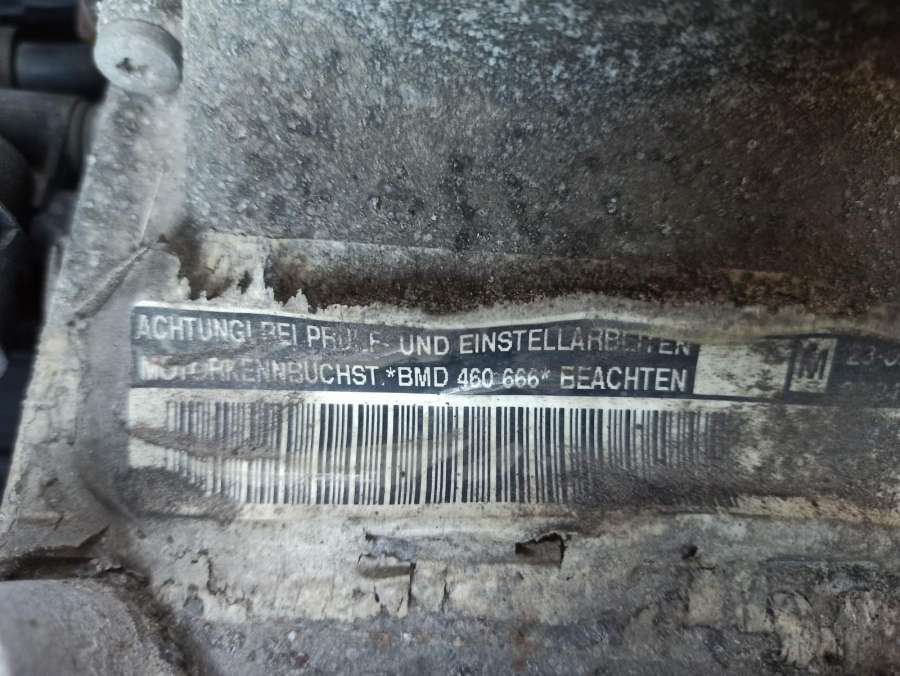 ACHTUNG! BEI PRÜF- UND EINSTELLARBEITEN
MOTORKENNBUCHST.*BMD 460 666* BEACHTEN